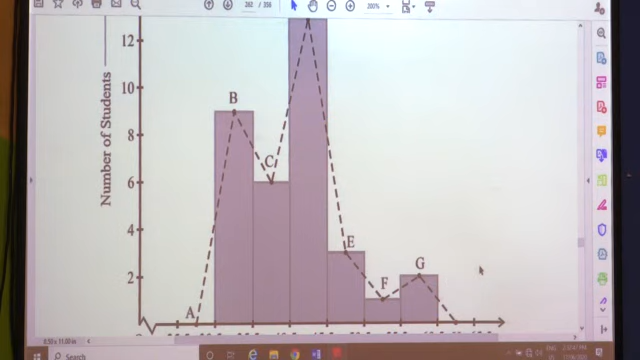 262 / 356
200%
12
10
8
6
4
2
Number of Students
B
C
E
F
G
A
8.50 x 11.00 in
Search